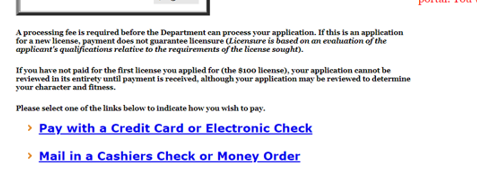 portal. You
A processing fee is required before the Department can process your application. If this is an application
for a new license, payment does not guarantee licensure (Licensure is based on an evaluation of the
applicant's qualifications relative to the requirements of the license sought).
If you have not paid for the first license you applied for (the $100 license), your application cannot be
reviewed in its entirety until payment is received, although your application may be reviewed to determine
your character and fitness.
Please select one of the links below to indicate how you wish to pay.
› Pay with a Credit Card or Electronic Check
› Mail in a Cashiers Check or Money Order